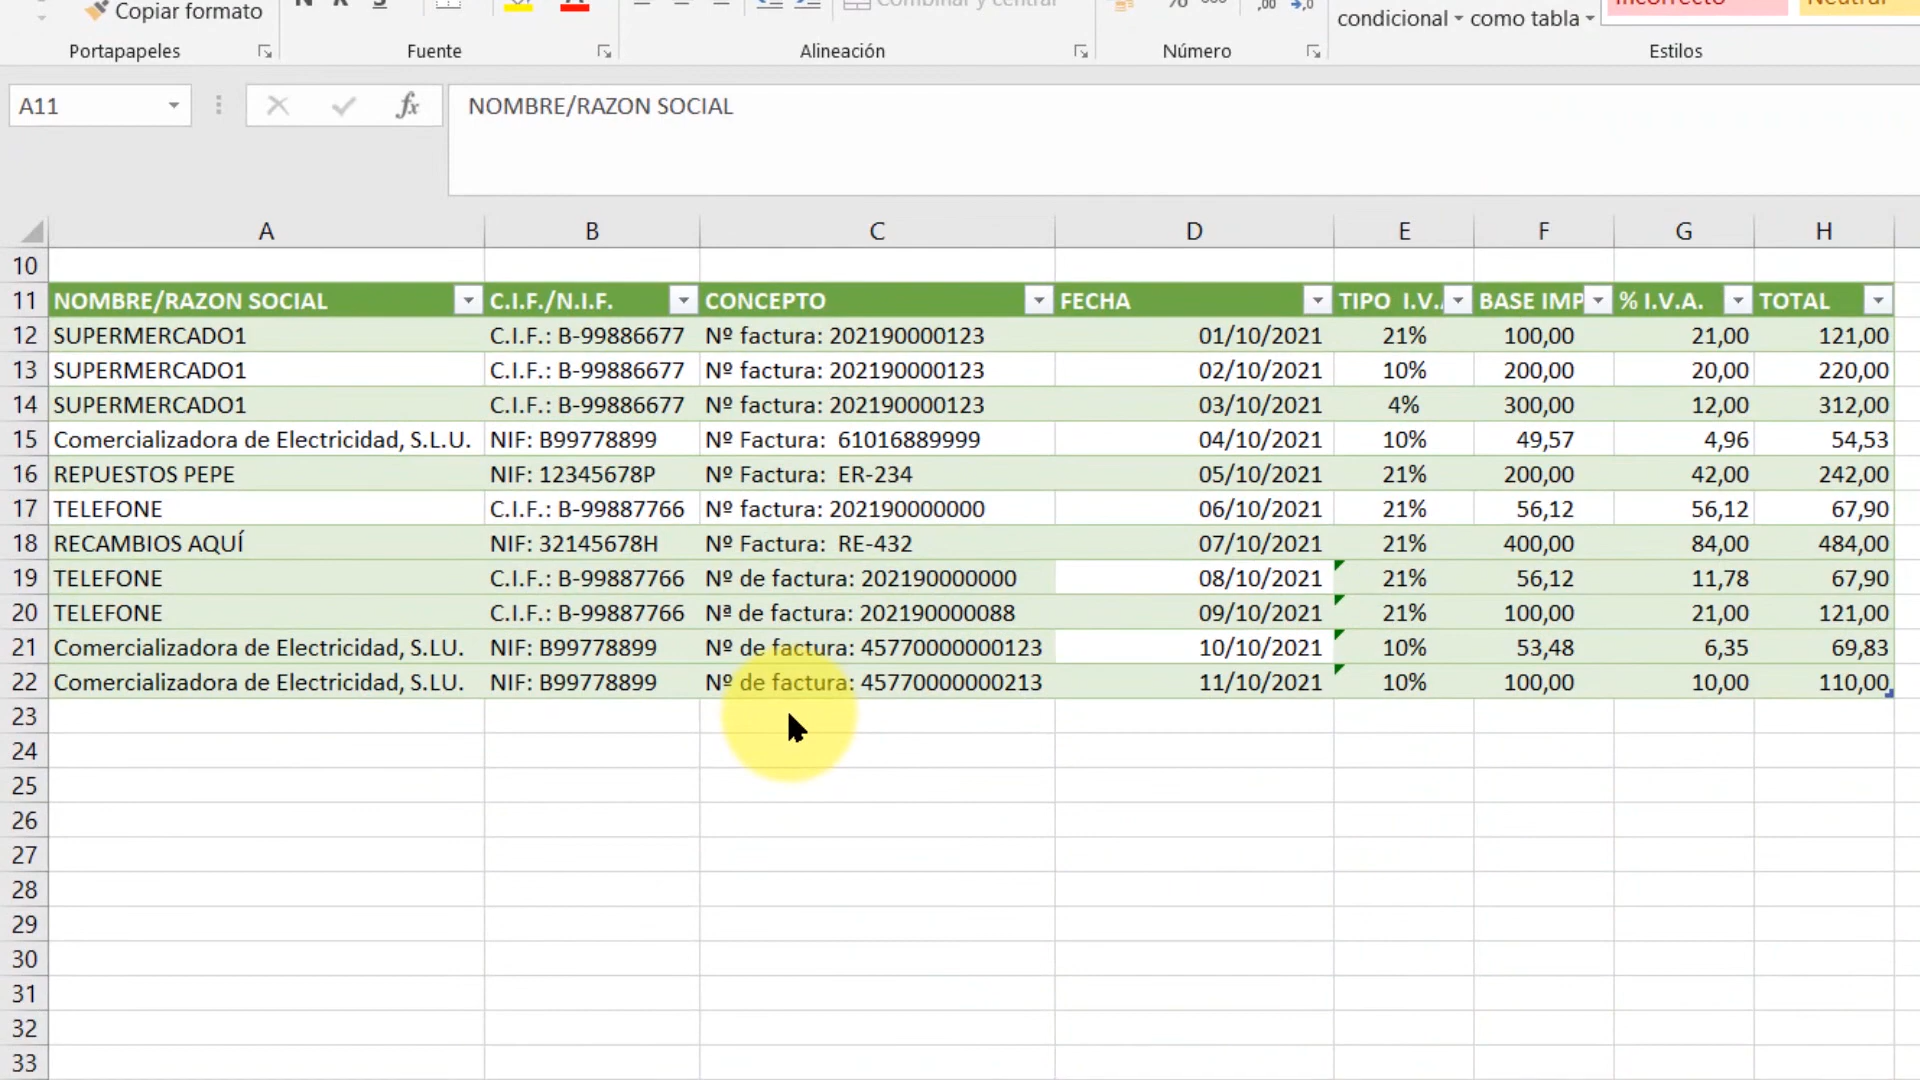 Copiar formato
Combinar y centrar
condicional como tabla
Incorrecto
Neutral
Portapapeles
Fuente
Alineación
Número
Estilos
A11
fx
NOMBRE/RAZON SOCIAL
A B C D E F G H
10
11 NOMBRE/RAZON SOCIAL C.I.F./N.I.F. CONCEPTO FECHA TIPO I.V. BASE IMP % I.V.A. TOTAL
12 SUPERMERCADO1 C.I.F.: B-99886677 Nº factura: 202190000123 01/10/2021 21% 100,00 21,00 121,00
13 SUPERMERCADO1 C.I.F.: B-99886677 Nº factura: 202190000123 02/10/2021 10% 200,00 20,00 220,00
14 SUPERMERCADO1 C.I.F.: B-99886677 Nº factura: 202190000123 03/10/2021 4% 300,00 12,00 312,00
15 Comercializadora de Electricidad, S.L.U. NIF: B99778899 Nº Factura: 61016889999 04/10/2021 10% 49,57 4,96 54,53
16 REPUESTOS PEPE NIF: 12345678P Nº Factura: ER-234 05/10/2021 21% 200,00 42,00 242,00
17 TELEFONE C.I.F.: B-99887766 Nº factura: 202190000000 06/10/2021 21% 56,12 56,12 67,90
18 RECAMBIOS AQUÍ NIF: 32145678H Nº Factura: RE-432 07/10/2021 21% 400,00 84,00 484,00
19 TELEFONE C.I.F.: B-99887766 Nº de factura: 202190000000 08/10/2021 21% 56,12 11,78 67,90
20 TELEFONE C.I.F.: B-99887766 Nª de factura: 202190000088 09/10/2021 21% 100,00 21,00 121,00
21 Comercializadora de Electricidad, S.LU. NIF: B99778899 Nº de factura: 45770000000123 10/10/2021 10% 53,48 6,35 69,83
22 Comercializadora de Electricidad, S.LU. NIF: B99778899 Nº de factura: 45770000000213 11/10/2021 10% 100,00 10,00 110,00
23
24
25
26
27
28
29
30
31
32
33